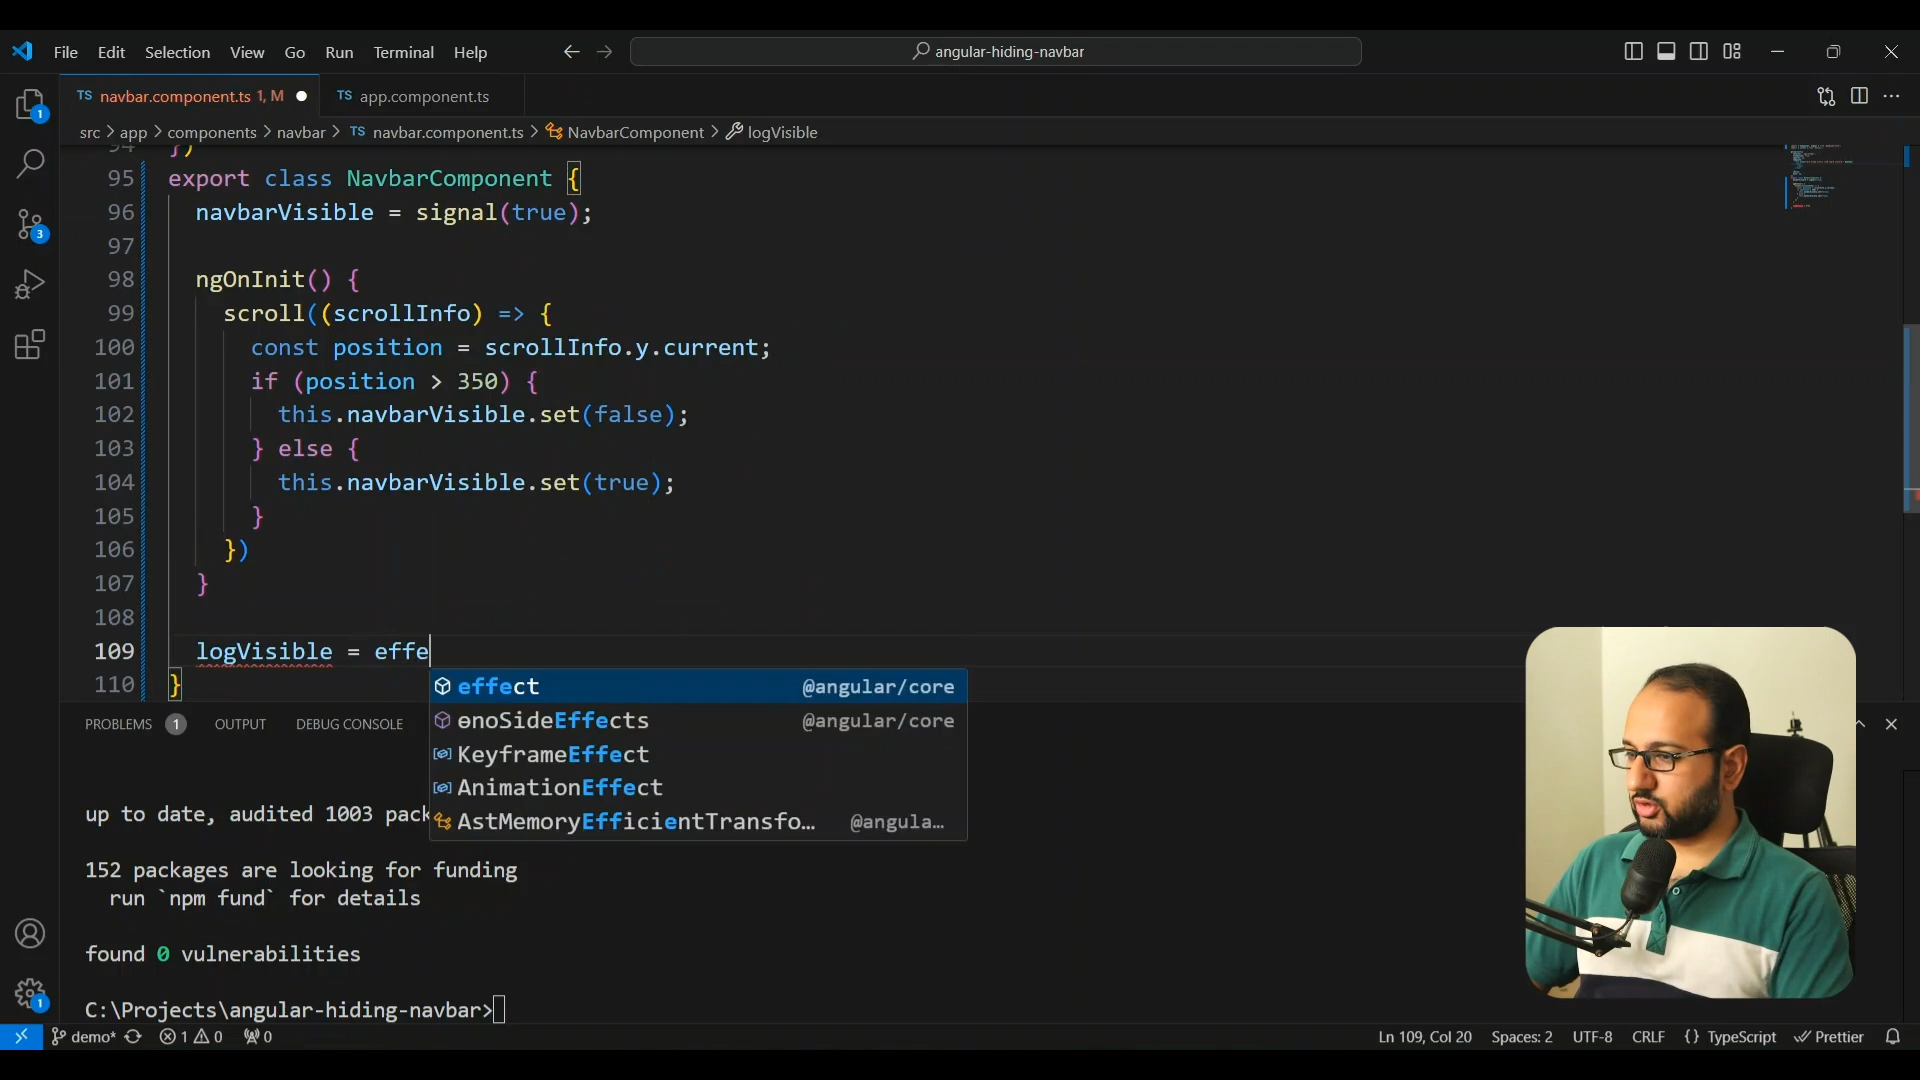 File Edit Selection View Go Run Terminal Help
angular-hiding-navbar
TS navbar.component.ts 1, M
TS app.component.ts
src > app > components > navbar > TS navbar.component.ts > NavbarComponent > logVisible
94 })
95 export class NavbarComponent {
96 navbarVisible = signal(true);
97
98 ngOnInit() {
99 scroll((scrollInfo) => {
100 const position = scrollInfo.y.current;
101 if (position > 350) {
102 this.navbarVisible.set(false);
103 } else {
104 this.navbarVisible.set(true);
105 }
106 })
107 }
108
109 logVisible = effe
110 }
effect @angular/core
ɵnoSideEffects @angular/core
KeyframeEffect
AnimationEffect
AstMemoryEfficientTransfo... @angula...
PROBLEMS 1 OUTPUT DEBUG CONSOLE
up to date, audited 1003 pack
152 packages are looking for funding
run `npm fund` for details
found 0 vulnerabilities
C:\Projects\angular-hiding-navbar>
1
3
1
demo* 1 0 0
Ln 109, Col 20 Spaces: 2 UTF-8 CRLF {} TypeScript Prettier